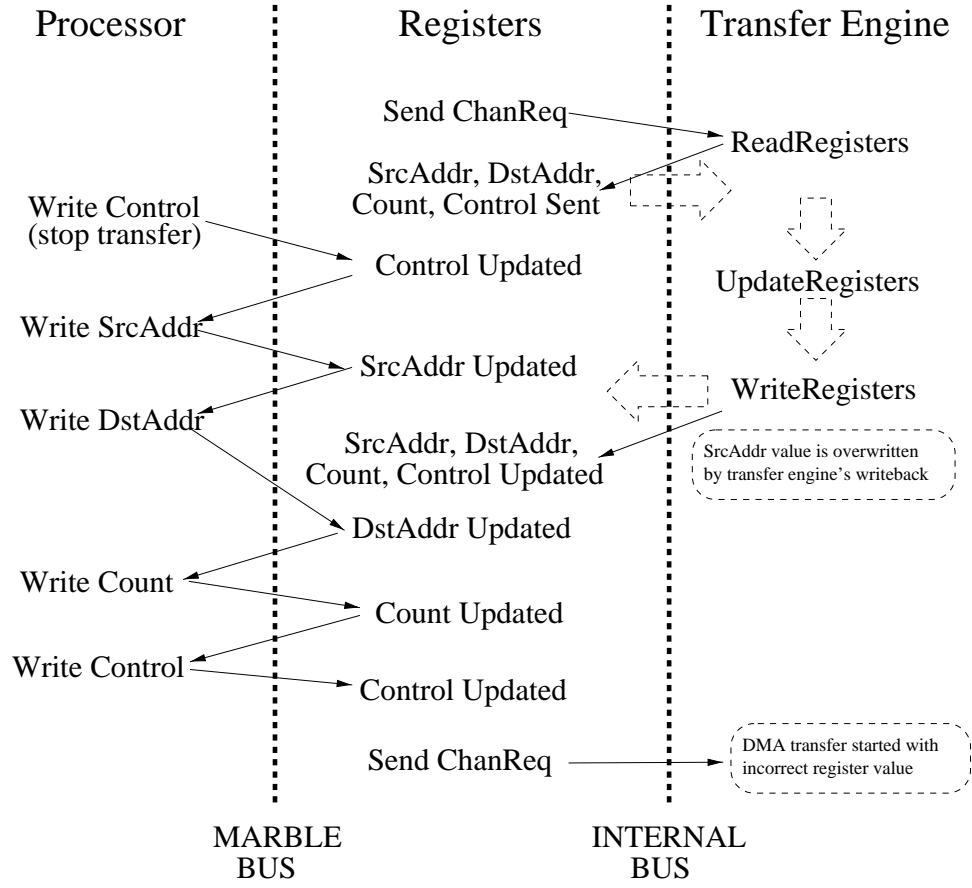 Processor
Registers
Transfer Engine
Send ChanReq
ReadRegisters
SrcAddr, DstAddr,
Count, Control Sent
Write Control
(stop transfer)
Control Updated
UpdateRegisters
Write SrcAddr
SrcAddr Updated
WriteRegisters
Write DstAddr
SrcAddr, DstAddr,
Count, Control Updated
SrcAddr value is overwritten
by transfer engine's writeback
DstAddr Updated
Write Count
Count Updated
Write Control
Control Updated
Send ChanReq
DMA transfer started with
incorrect register value
MARBLE
BUS
INTERNAL
BUS